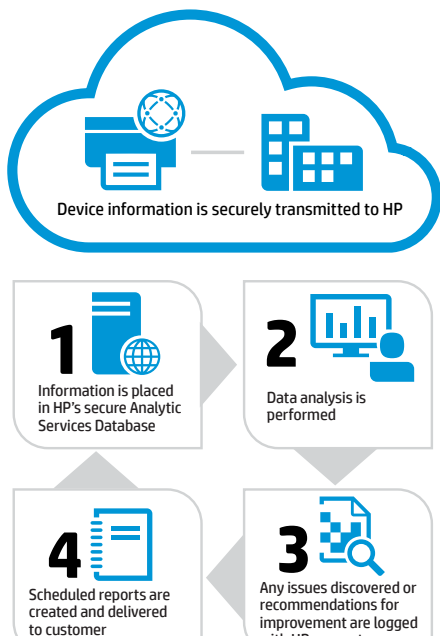 Device information is securely transmitted to HP
1
Information is placed
in HP's secure Analytic
Services Database
2
Data analysis is
performed
3
Any issues discovered or
recommendations for
improvement are logged
with HP
4
Scheduled reports are
created and delivered
to customer